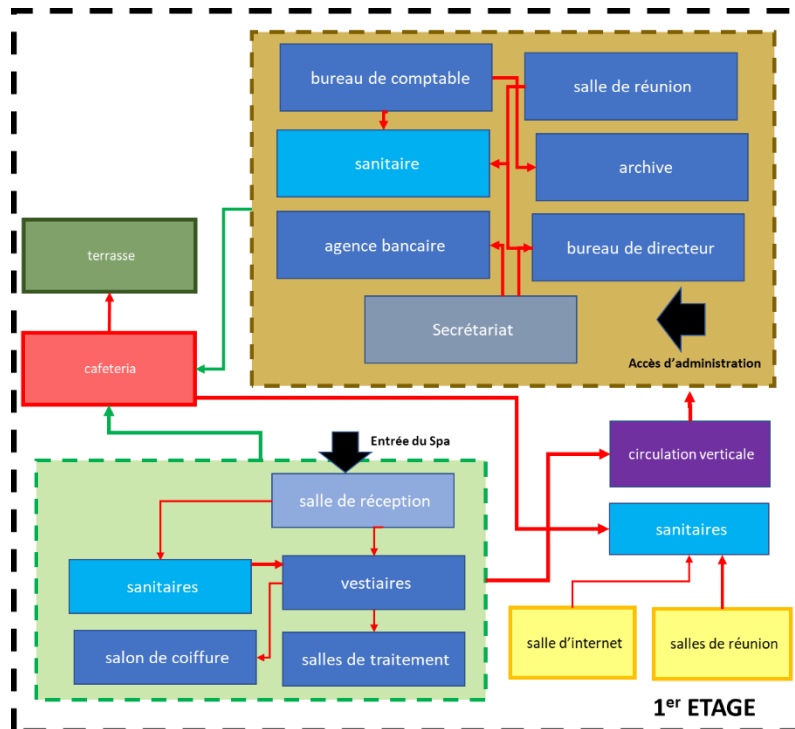 bureau de comptable
salle de réunion
sanitaire
archive
agence bancaire
bureau de directeur
terrasse
Secrétariat
Accès d'administration
cafeteria
Entrée du Spa
circulation verticale
salle de réception
sanitaires
sanitaires
vestiaires
salle d'internet
salles de réunion
salon de coiffure
salles de traitement
1er ETAGE